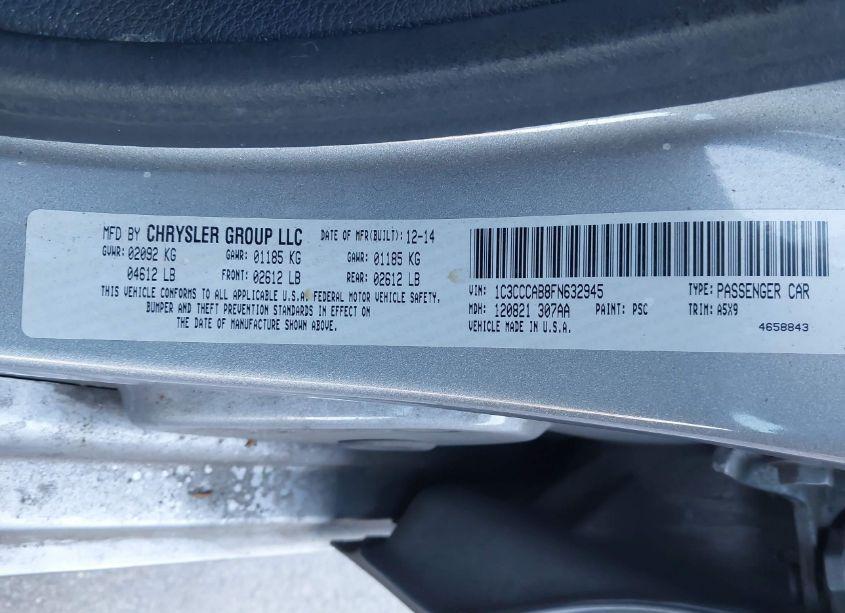 MFD BY CHRYSLER GROUP LLC DATE OF MFR(BUILT): 12-14
GVWR: 02092 KG GAWR: 01185 KG GAWR: 01185 KG
04612 LB FRONT: 02612 LB REAR: 02612 LB
THIS VEHICLE CONFORMS TO ALL APPLICABLE U.S.A. FEDERAL MOTOR VEHICLE SAFETY,
BUMPER AND THEFT PREVENTION STANDARDS IN EFFECT ON
THE DATE OF MANUFACTURE SHOWN ABOVE.
VIN: 1C3CCCAB8FN632945 TYPE: PASSENGER CAR
MDH: 120821 307AA PAINT: PSC TRIM: A5X9
VEHICLE MADE IN U.S.A. 4658843